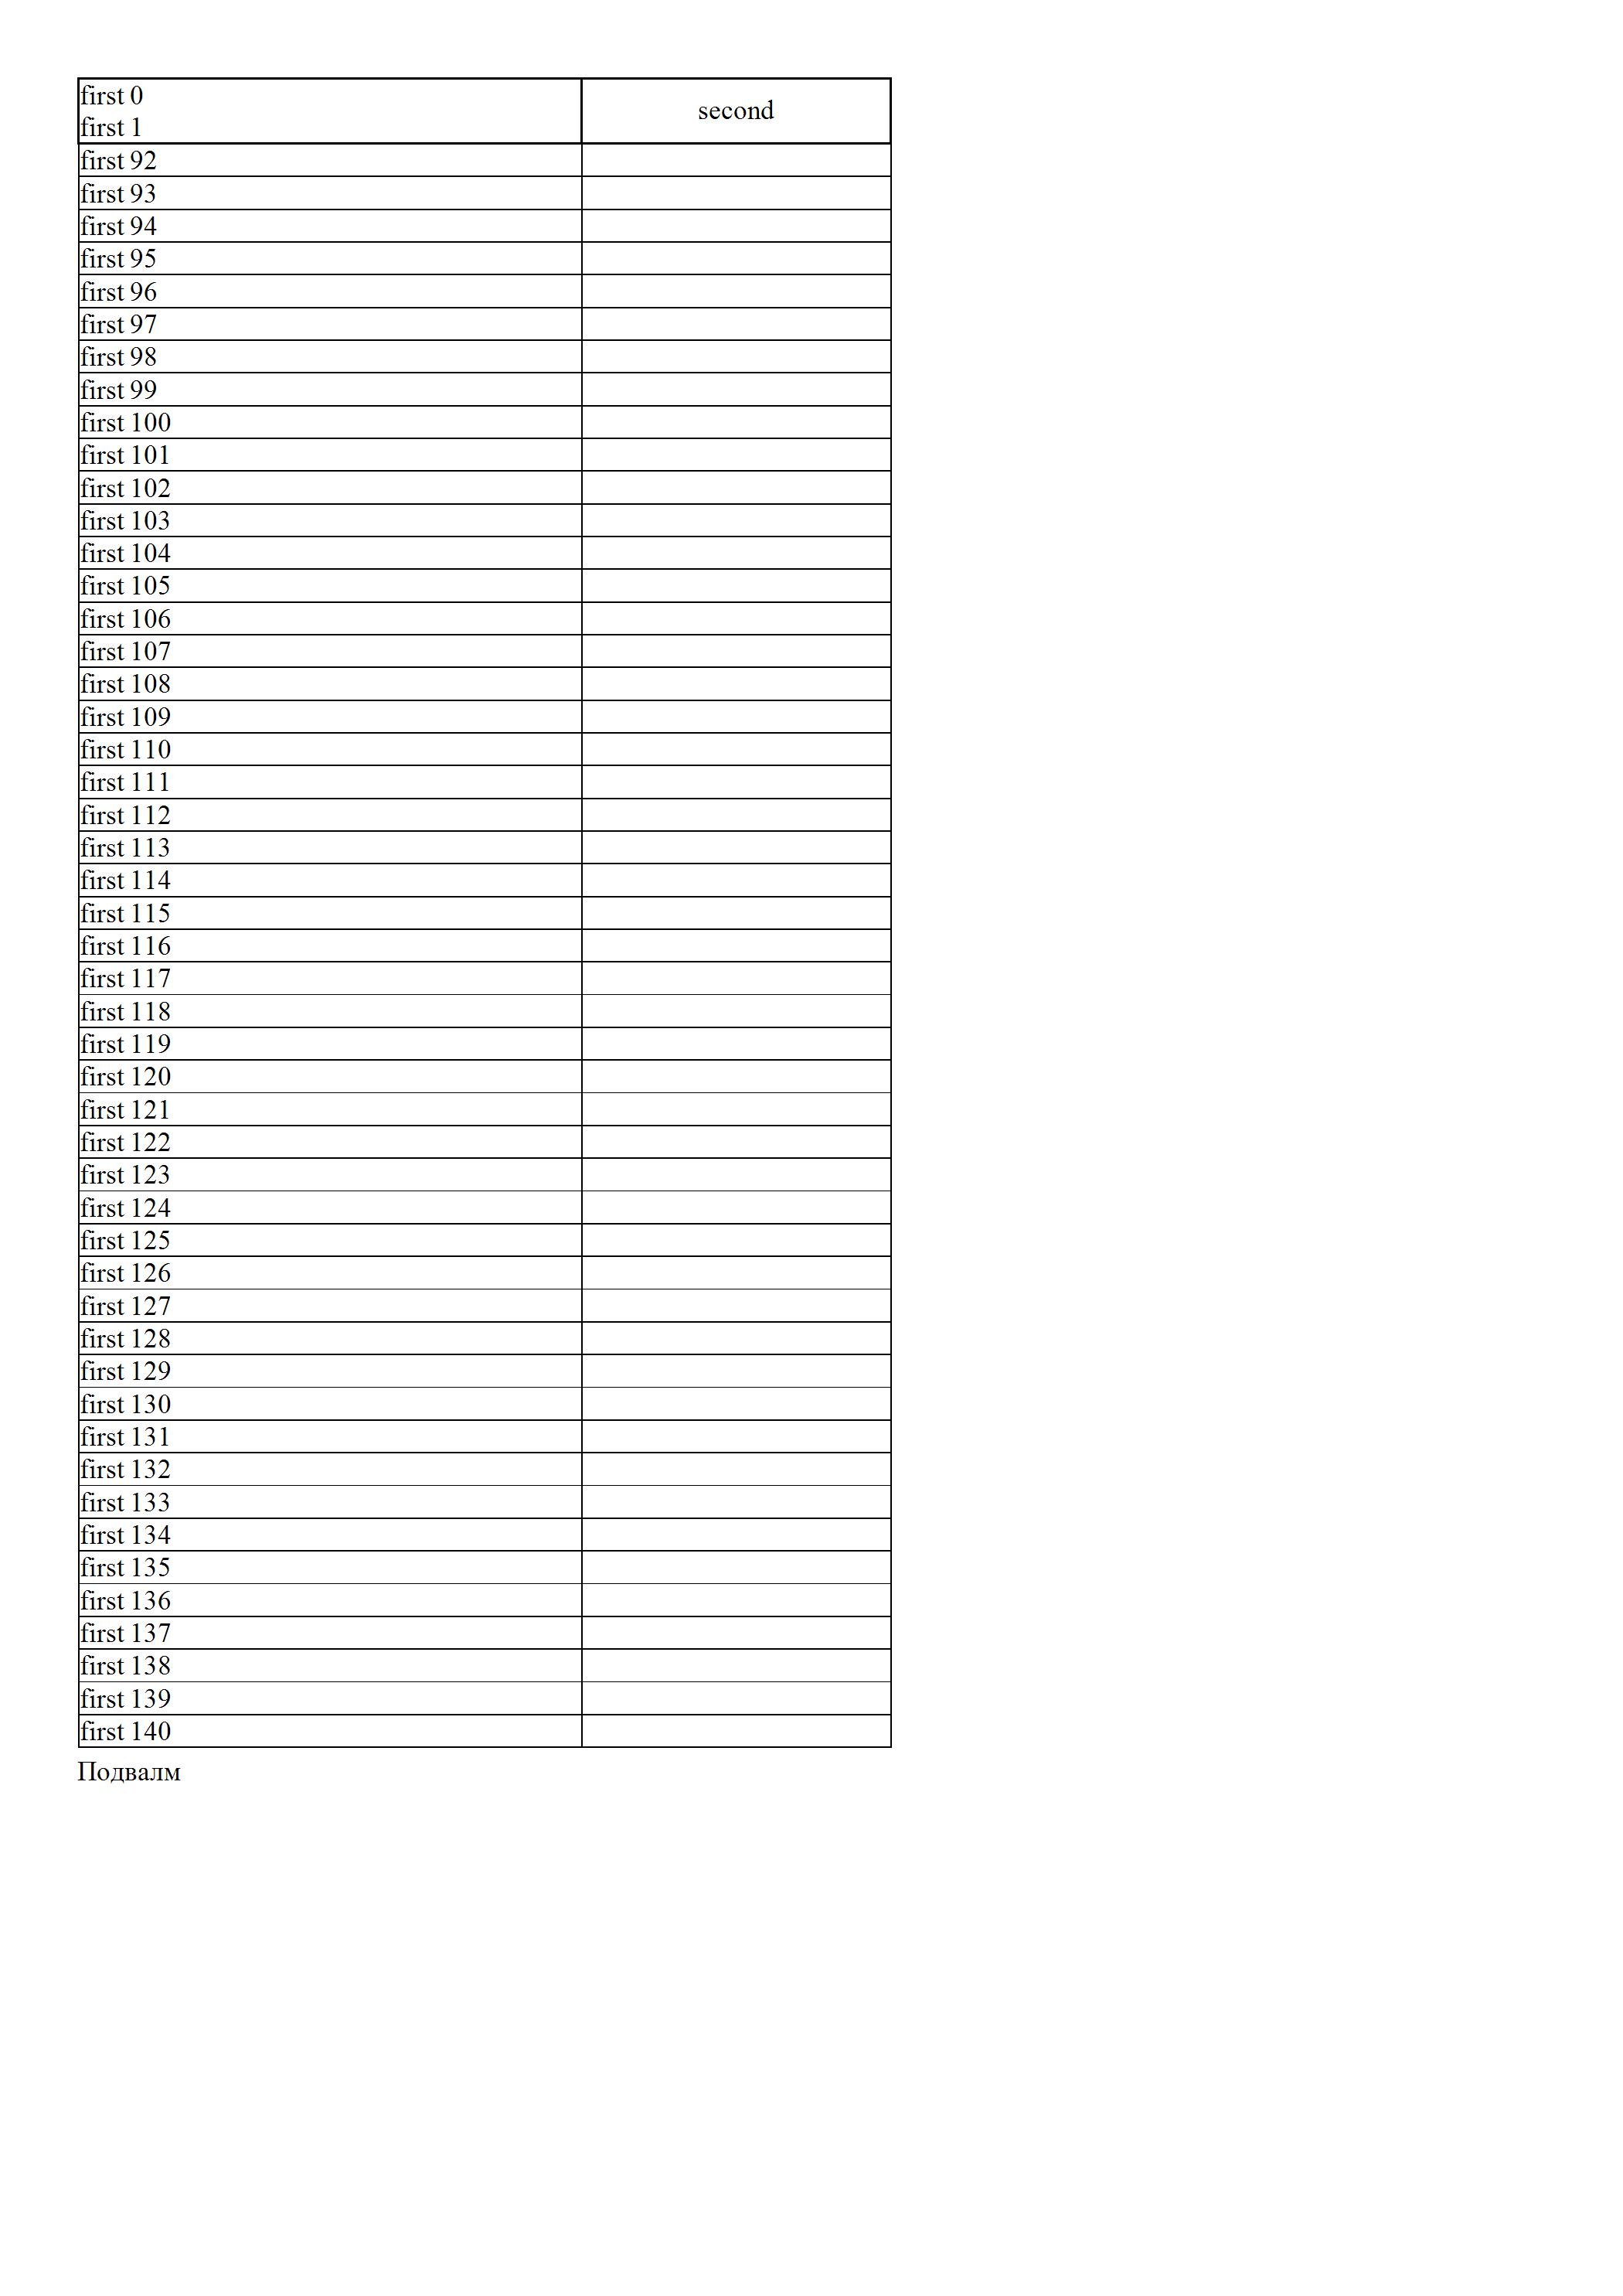 first 0
first 1
second
first 92
first 93
first 94
first 95
first 96
first 97
first 98
first 99
first 100
first 101
first 102
first 103
first 104
first 105
first 106
first 107
first 108
first 109
first 110
first 111
first 112
first 113
first 114
first 115
first 116
first 117
first 118
first 119
first 120
first 121
first 122
first 123
first 124
first 125
first 126
first 127
first 128
first 129
first 130
first 131
first 132
first 133
first 134
first 135
first 136
first 137
first 138
first 139
first 140
Подвалм